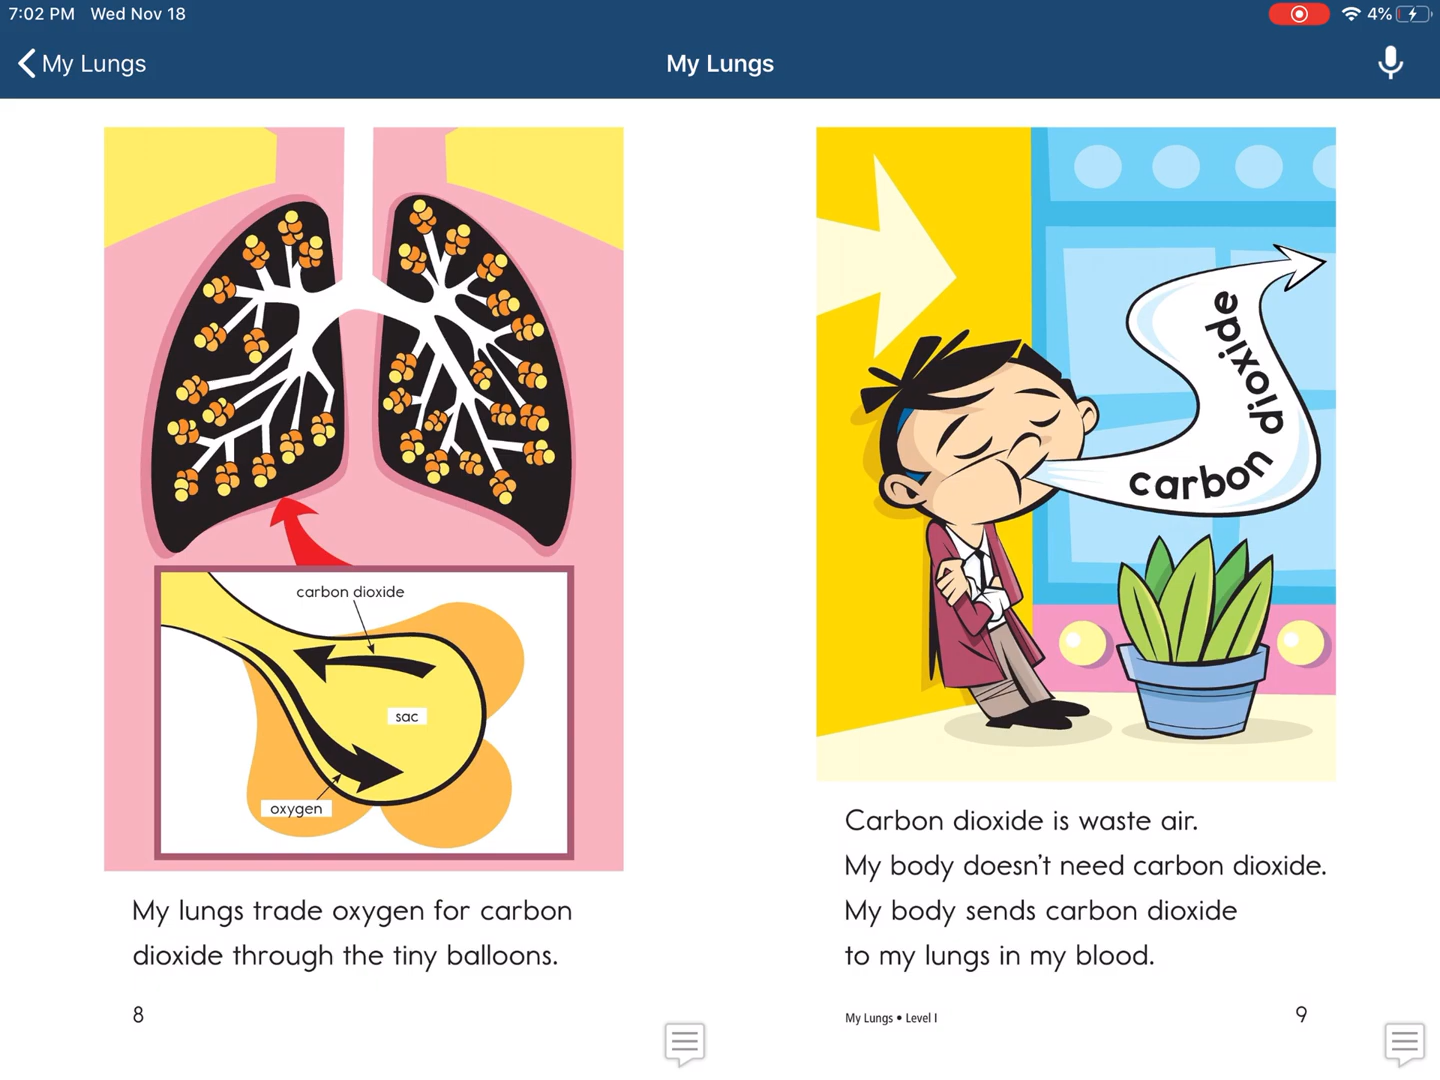 7:02 PM Wed Nov 18
4%
My Lungs
My Lungs
carbon dioxide
sac
oxygen
My lungs trade oxygen for carbon
dioxide through the tiny balloons.
8
carbon dioxide
Carbon dioxide is waste air.
My body doesn’t need carbon dioxide.
My body sends carbon dioxide
to my lungs in my blood.
My Lungs • Level I
9